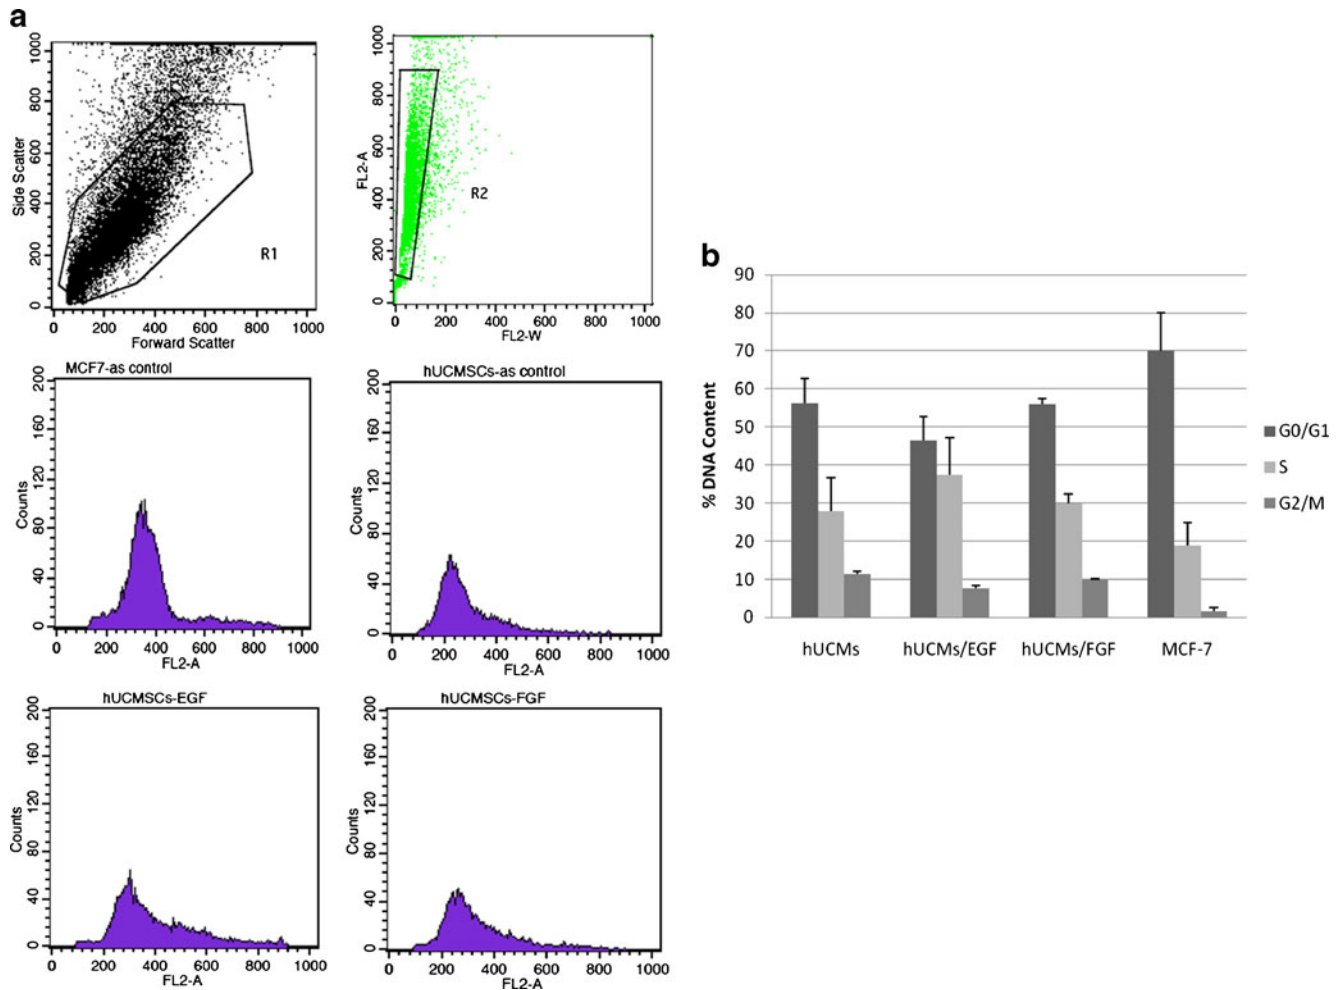 a
Side Scatter
1000
800
600
400
200
0
R1
0 200 400 600 800 1000
Forward Scatter
FL2-A
1000
800
600
400
200
0
R2
0 200 400 600 800 1000
FL2-W
MCF7-as control
Counts
200
160
120
80
40
0
0 200 400 600 800 1000
FL2-A
hUCMSCs-as control
Counts
200
160
120
80
40
0
0 200 400 600 800 1000
FL2-A
hUCMSCs-EGF
Counts
200
160
120
80
40
0
0 200 400 600 800 1000
FL2-A
hUCMSCs-FGF
Counts
200
160
120
80
40
0
0 200 400 600 800 1000
FL2-A
b
% DNA Content
90
80
70
60
50
40
30
20
10
0
hUCMs hUCMs/EGF hUCMs/FGF MCF-7
G0/G1
S
G2/M